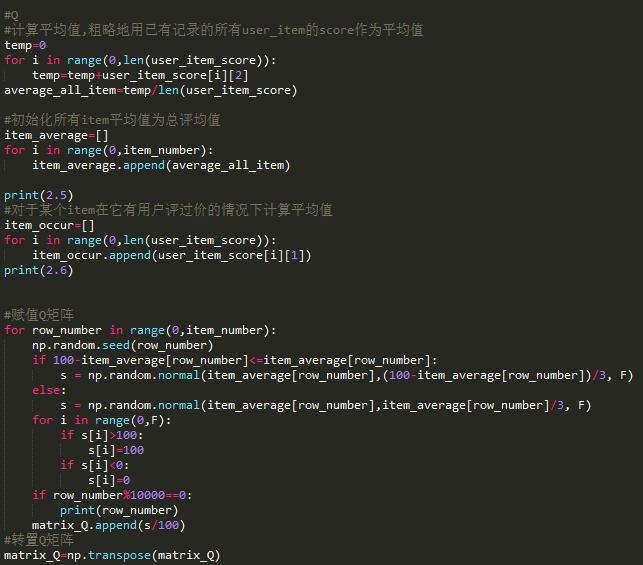 #Q
#计算平均值,粗略地用已有记录的所有user_item的score作为平均值
temp=0
for i in range(0,len(user_item_score)):
    temp=temp+user_item_score[i][2]
average_all_item=temp/len(user_item_score)
#初始化所有item平均值为总评均值
item_average=[]
for i in range(0,item_number):
    item_average.append(average_all_item)
print(2.5)
#对于某个item在它有用户评过价的情况下计算平均值
item_occur=[]
for i in range(0,len(user_item_score)):
    item_occur.append(user_item_score[i][1])
print(2.6)
#赋值Q矩阵
for row_number in range(0,item_number):
    np.random.seed(row_number)
    if 100-item_average[row_number]<=item_average[row_number]:
        s = np.random.normal(item_average[row_number],(100-item_average[row_number])/3, F)
    else:
        s = np.random.normal(item_average[row_number],item_average[row_number]/3, F)
    for i in range(0,F):
        if s[i]>100:
            s[i]=100
        if s[i]<0:
            s[i]=0
    if row_number%10000==0:
        print(row_number)
    matrix_Q.append(s/100)
#转置Q矩阵
matrix_Q=np.transpose(matrix_Q)